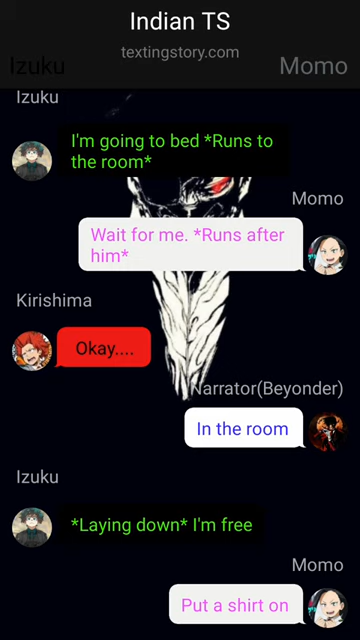 Indian TS
textingstory.com
Izuku
Momo
Izuku
I'm going to bed *Runs to
the room*
Momo
Wait for me. *Runs after
him*
Kirishima
Okay....
Narrator(Beyonder)
In the room
Izuku
*Laying down* I'm free
Momo
Put a shirt on